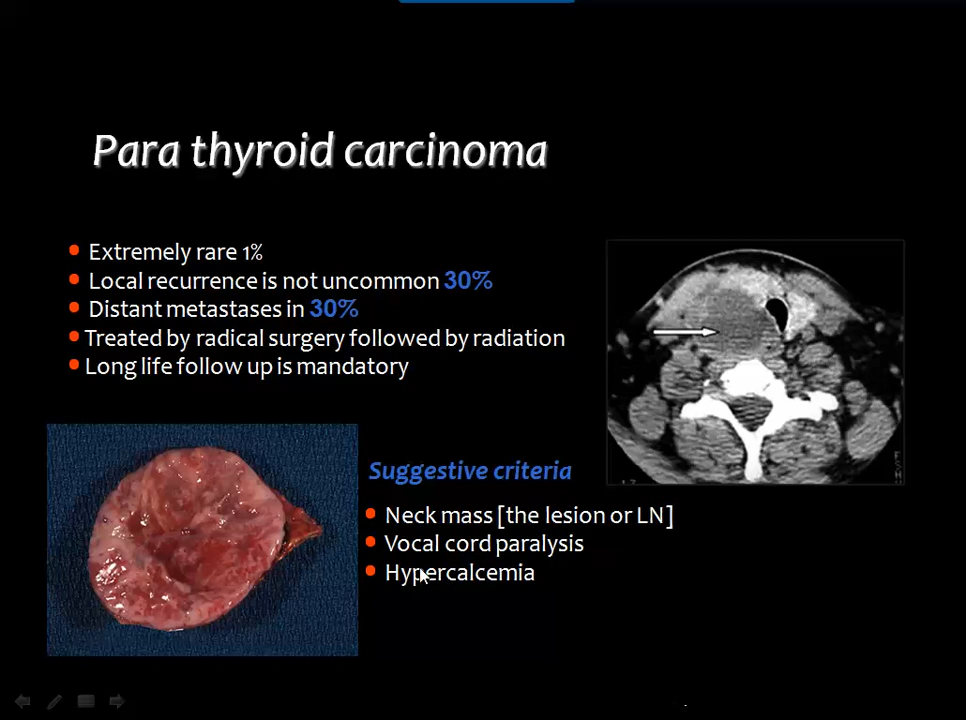 Para thyroid carcinoma
Extremely rare 1%
Local recurrence is not uncommon 30%
Distant metastases in 30%
Treated by radical surgery followed by radiation
Long life follow up is mandatory
Suggestive criteria
Neck mass [the lesion or LN]
Vocal cord paralysis
Hypercalcemia